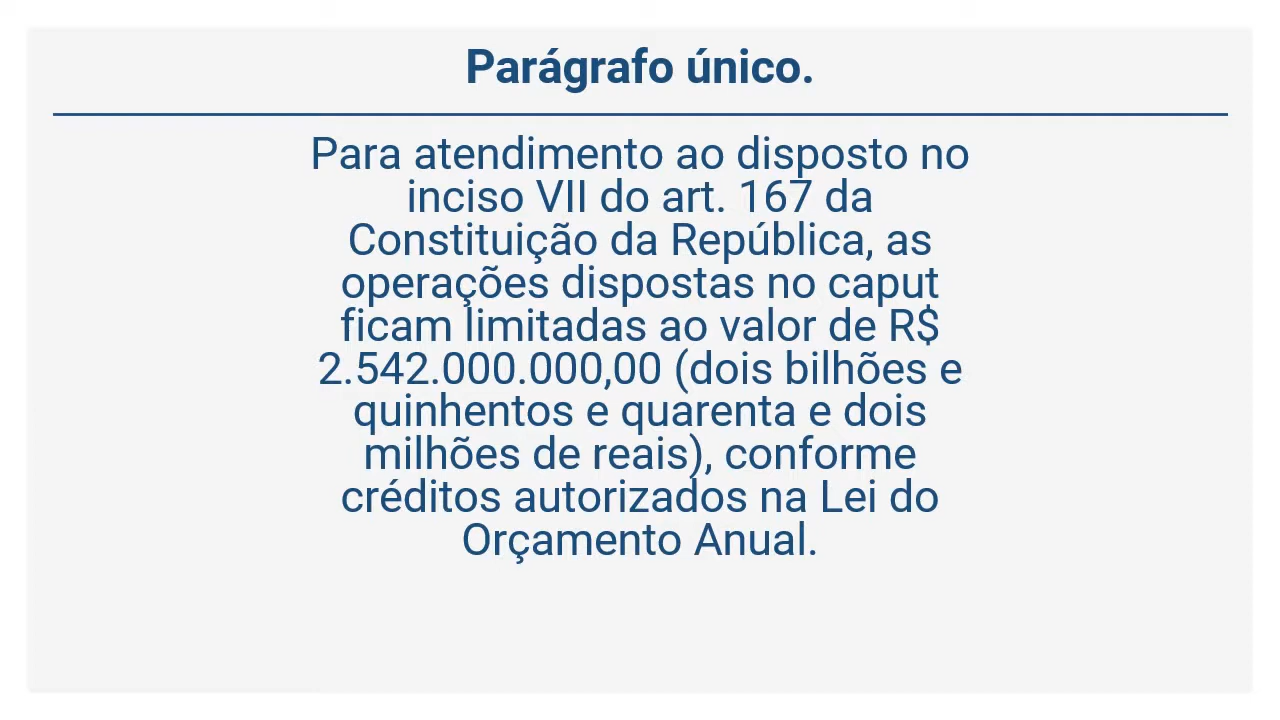 Parágrafo único.
Para atendimento ao disposto no
inciso VII do art. 167 da
Constituição da República, as
operações dispostas no caput
ficam limitadas ao valor de R$
2.542.000.000,00 (dois bilhões e
quinhentos e quarenta e dois
milhões de reais), conforme
créditos autorizados na Lei do
Orçamento Anual.